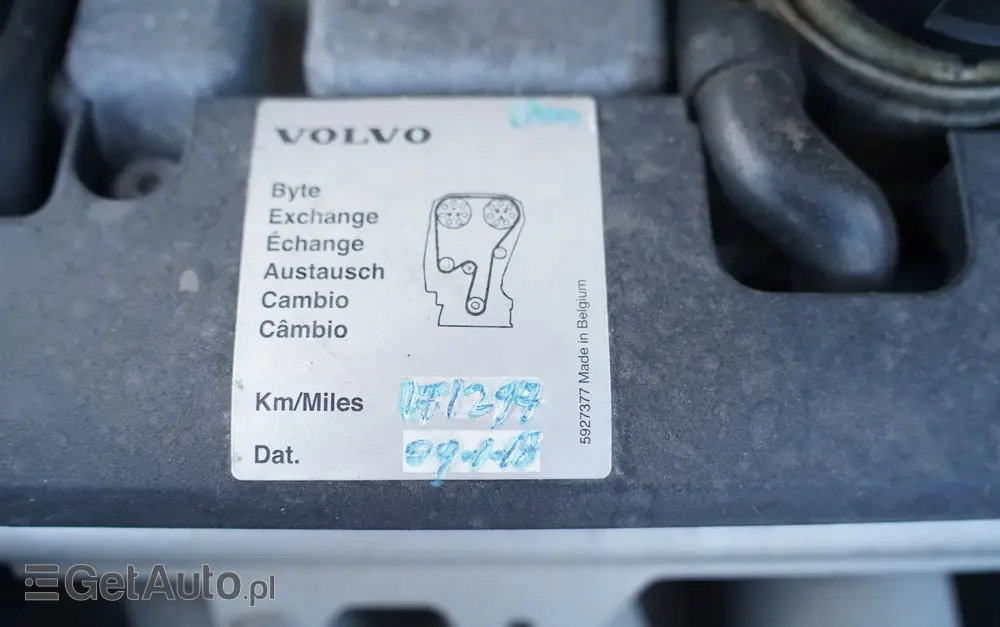 VOLVO
Byte
Exchange
Échange
Austausch
Cambio
Câmbio
Km/Miles 171297
Dat. 09-1-18
5927377 Made in Belgium
GetAuto.pl